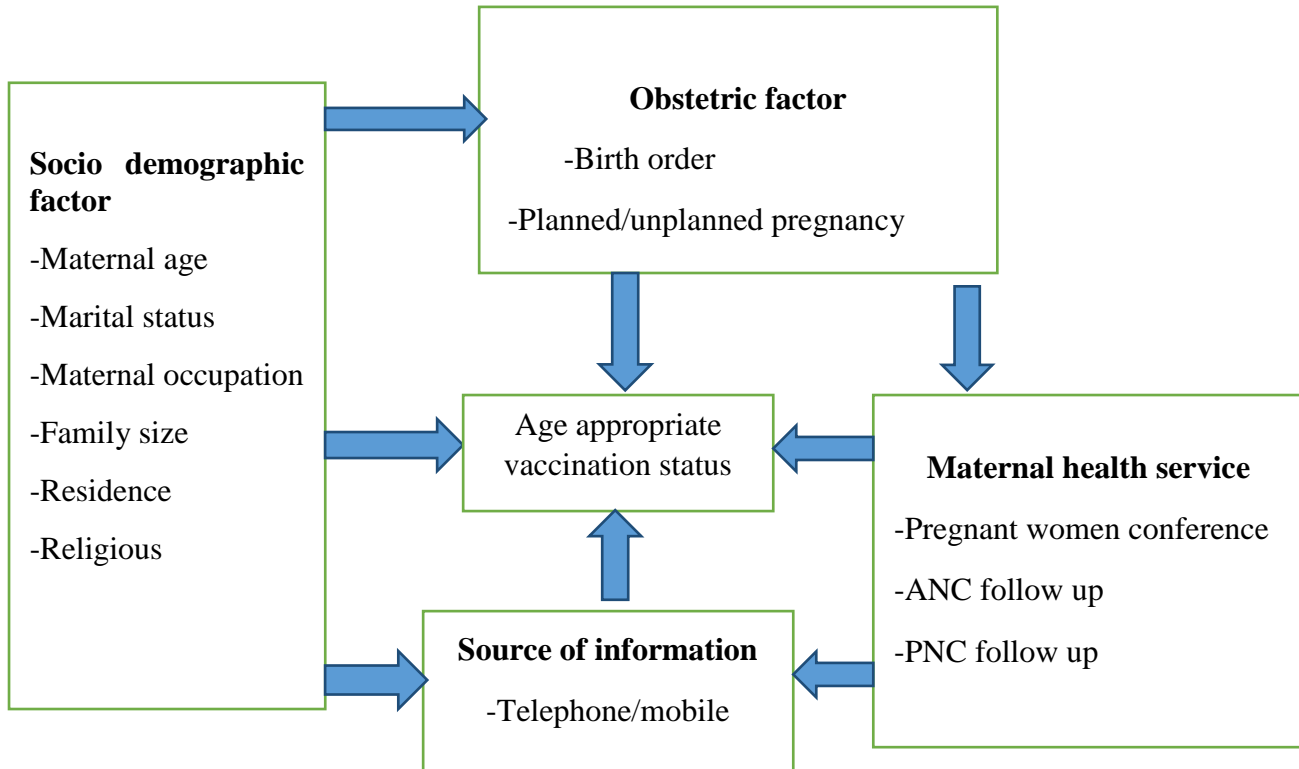 Socio demographic
factor
-Maternal age
-Marital status
-Maternal occupation
-Family size
-Residence
-Religious
Obstetric factor
-Birth order
-Planned/unplanned pregnancy
Age appropriate
vaccination status
Maternal health service
-Pregnant women conference
-ANC follow up
-PNC follow up
Source of information
-Telephone/mobile